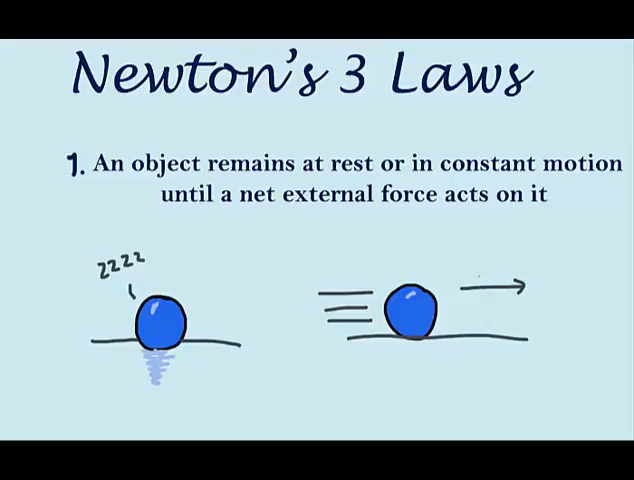 Newton's 3 Laws
1. An object remains at rest or in constant motion
until a net external force acts on it
zzzz